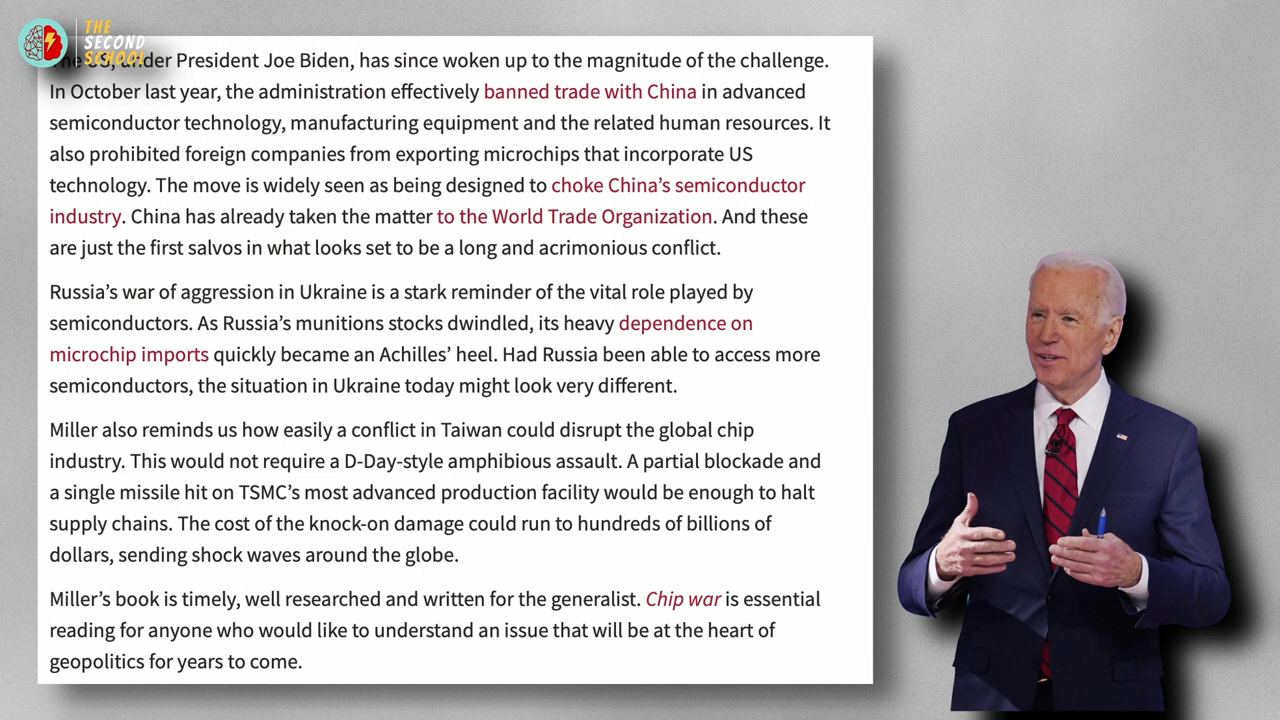 THE
SECOND
SCHOOL
The US, under President Joe Biden, has since woken up to the magnitude of the challenge.
In October last year, the administration effectively banned trade with China in advanced
semiconductor technology, manufacturing equipment and the related human resources. It
also prohibited foreign companies from exporting microchips that incorporate US
technology. The move is widely seen as being designed to choke China’s semiconductor
industry. China has already taken the matter to the World Trade Organization. And these
are just the first salvos in what looks set to be a long and acrimonious conflict.
Russia’s war of aggression in Ukraine is a stark reminder of the vital role played by
semiconductors. As Russia’s munitions stocks dwindled, its heavy dependence on
microchip imports quickly became an Achilles’ heel. Had Russia been able to access more
semiconductors, the situation in Ukraine today might look very different.
Miller also reminds us how easily a conflict in Taiwan could disrupt the global chip
industry. This would not require a D-Day-style amphibious assault. A partial blockade and
a single missile hit on TSMC’s most advanced production facility would be enough to halt
supply chains. The cost of the knock-on damage could run to hundreds of billions of
dollars, sending shock waves around the globe.
Miller’s book is timely, well researched and written for the generalist. Chip war is essential
reading for anyone who would like to understand an issue that will be at the heart of
geopolitics for years to come.